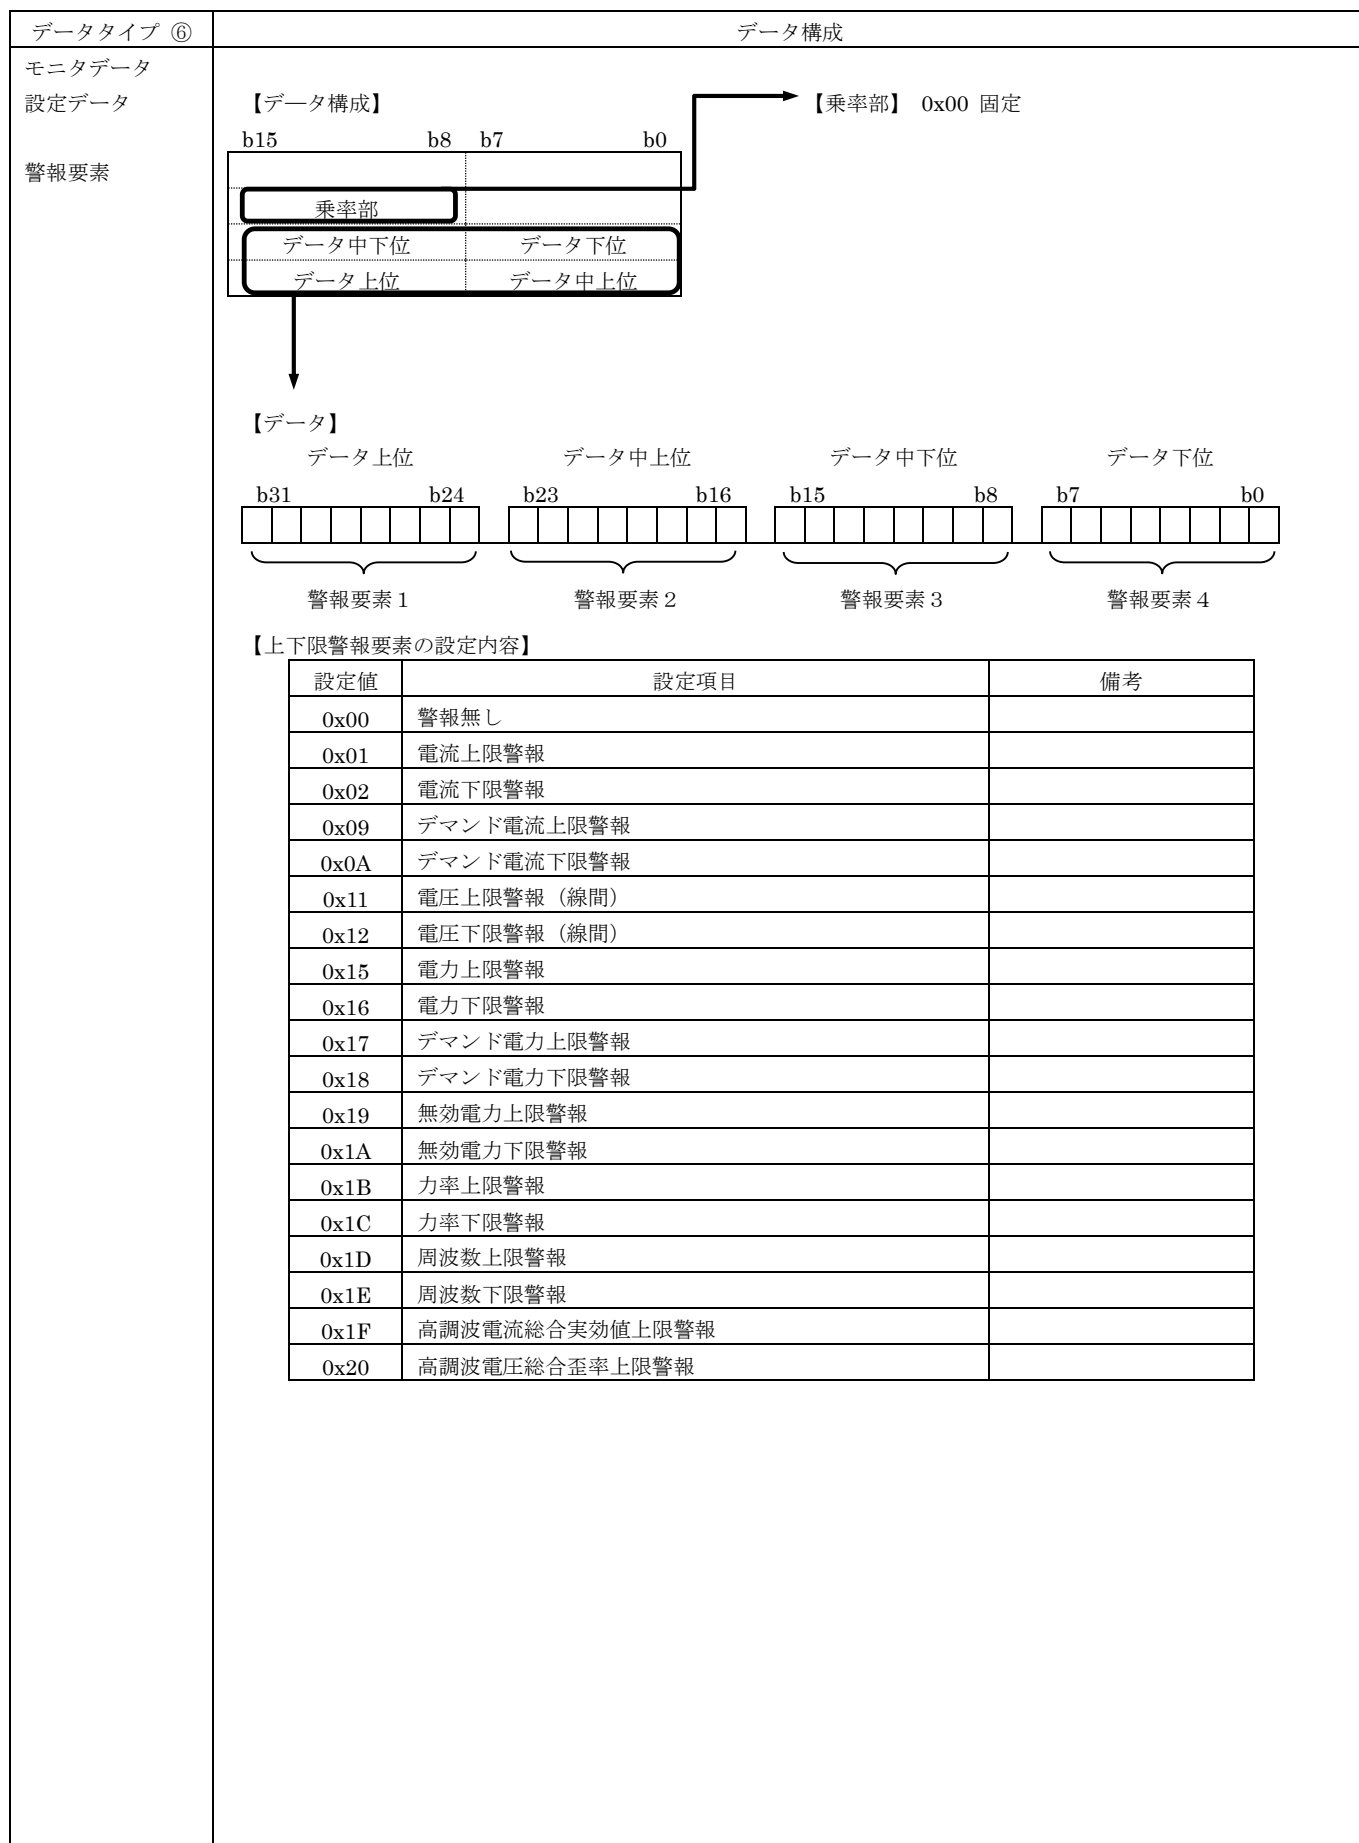 データタイプ ⑥ データ構成
モニタデータ
設定データ 【データ構成】 【乗率部】 0x00 固定
b15 b8 b7 b0
警報要素
乗率部
データ中下位 データ下位
データ上位 データ中上位
【データ】
データ上位 データ中上位 データ中下位 データ下位
b31 b24 b23 b16 b15 b8 b7 b0
警報要素１ 警報要素２ 警報要素３ 警報要素４
【上下限警報要素の設定内容】
設定値 設定項目 備考
0x00 警報無し
0x01 電流上限警報
0x02 電流下限警報
0x09 デマンド電流上限警報
0x0A デマンド電流下限警報
0x11 電圧上限警報（線間）
0x12 電圧下限警報（線間）
0x15 電力上限警報
0x16 電力下限警報
0x17 デマンド電力上限警報
0x18 デマンド電力下限警報
0x19 無効電力上限警報
0x1A 無効電力下限警報
0x1B 力率上限警報
0x1C 力率下限警報
0x1D 周波数上限警報
0x1E 周波数下限警報
0x1F 高調波電流総合実効値上限警報
0x20 高調波電圧総合歪率上限警報